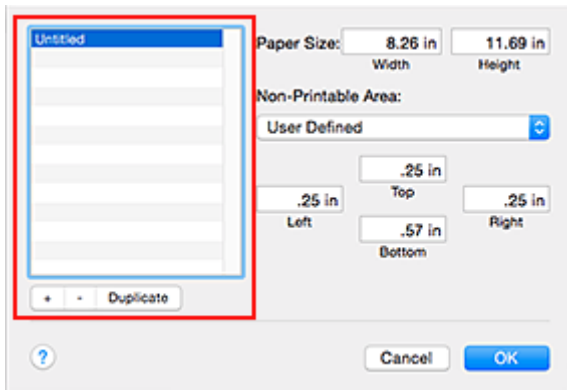 Untitled
Paper Size: 8.26 in 11.69 in
Width Height
Non-Printable Area:
User Defined
.25 in
Top
.25 in .25 in
Left Right
.57 in
Bottom
+ - Duplicate
? Cancel OK